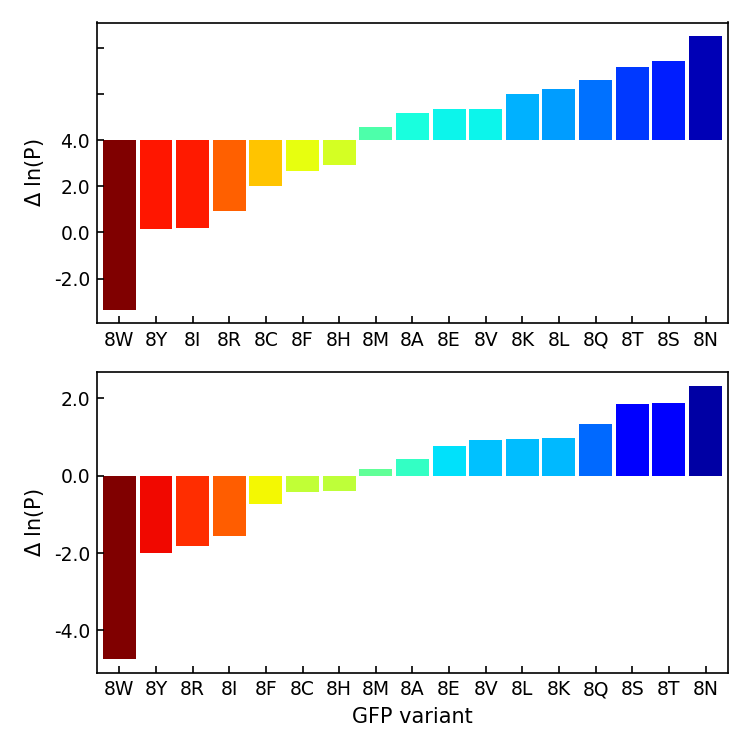 Δ ln(P)
4.0
2.0
0.0
-2.0
8W 8Y 8I 8R 8C 8F 8H 8M 8A 8E 8V 8K 8L 8Q 8T 8S 8N
Δ ln(P)
2.0
0.0
-2.0
-4.0
8W 8Y 8R 8I 8F 8C 8H 8M 8A 8E 8V 8L 8K 8Q 8S 8T 8N
GFP variant